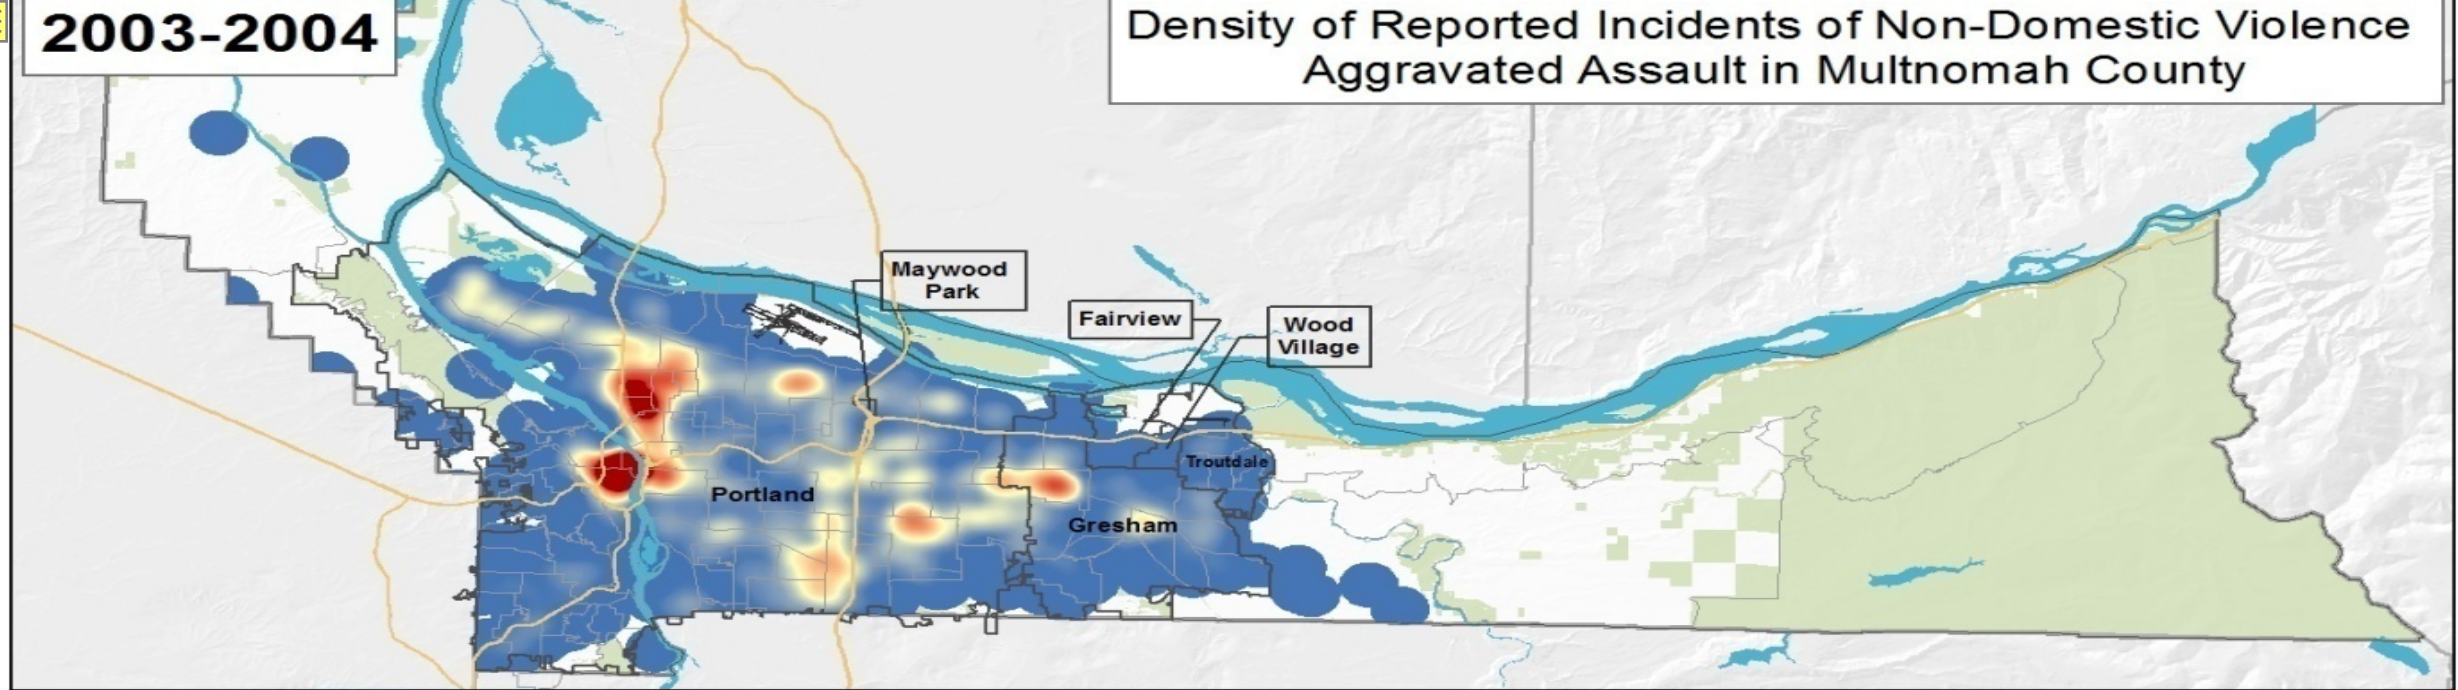 2003-2004
Density of Reported Incidents of Non-Domestic Violence
Aggravated Assault in Multnomah County
Maywood
Park
Fairview
Wood
Village
Troutdale
Portland
Gresham